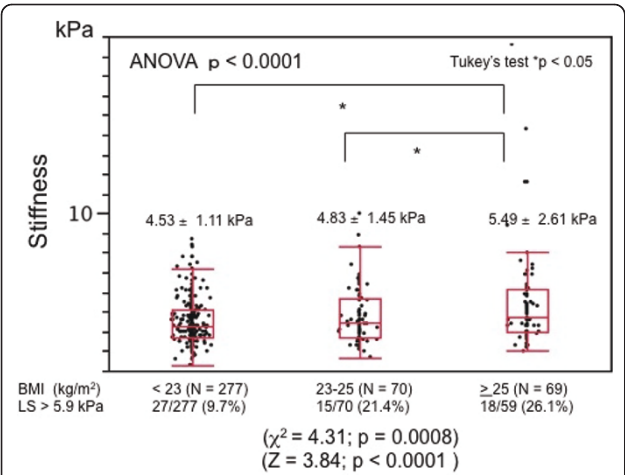 kPa
ANOVA p < 0.0001
Tukey's test *p < 0.05
*
*
Stiffness
10
4.53 ± 1.11 kPa
4.83 ± 1.45 kPa
5.49 ± 2.61 kPa
BMI (kg/m²) < 23 (N = 277) 23-25 (N = 70) ≥25 (N = 69)
LS > 5.9 kPa 27/277 (9.7%) 15/70 (21.4%) 18/59 (26.1%)
(χ² = 4.31; p = 0.0008)
(Z = 3.84; p < 0.0001 )